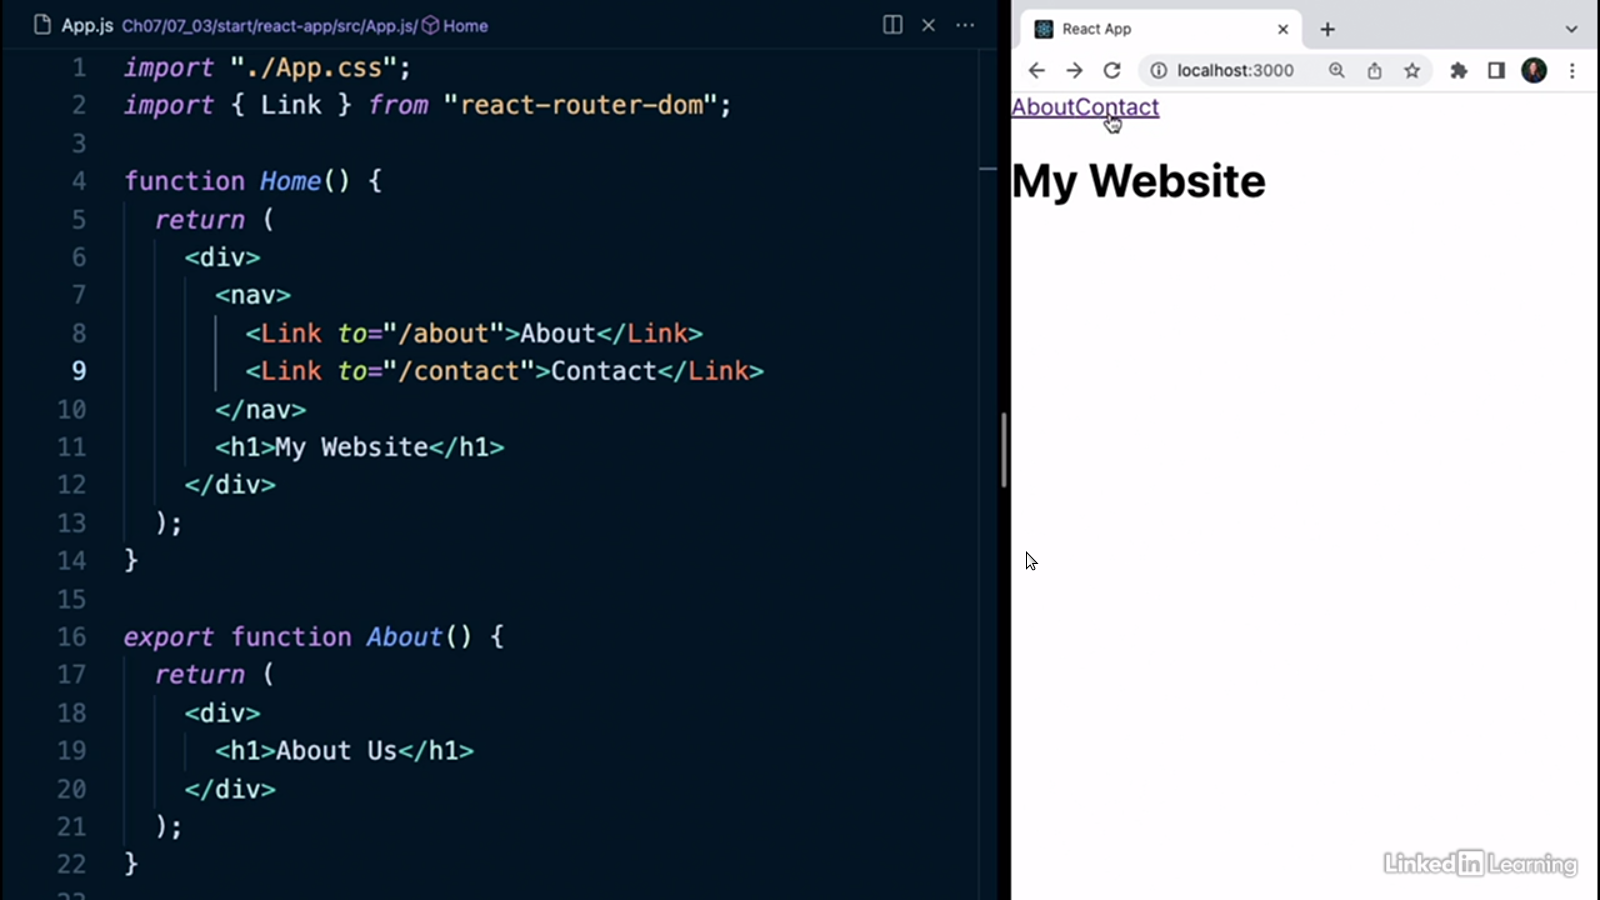 App.js Ch07/07_03/start/react-app/src/App.js/ Home
1 import "./App.css";
2 import { Link } from "react-router-dom";
3
4 function Home() {
5 return (
6 <div>
7 <nav>
8 <Link to="/about">About</Link>
9 <Link to="/contact">Contact</Link>
10 </nav>
11 <h1>My Website</h1>
12 </div>
13 );
14 }
15
16 export function About() {
17 return (
18 <div>
19 <h1>About Us</h1>
20 </div>
21 );
22 }
React App
localhost:3000
AboutContact
My Website
LinkedIn Learning